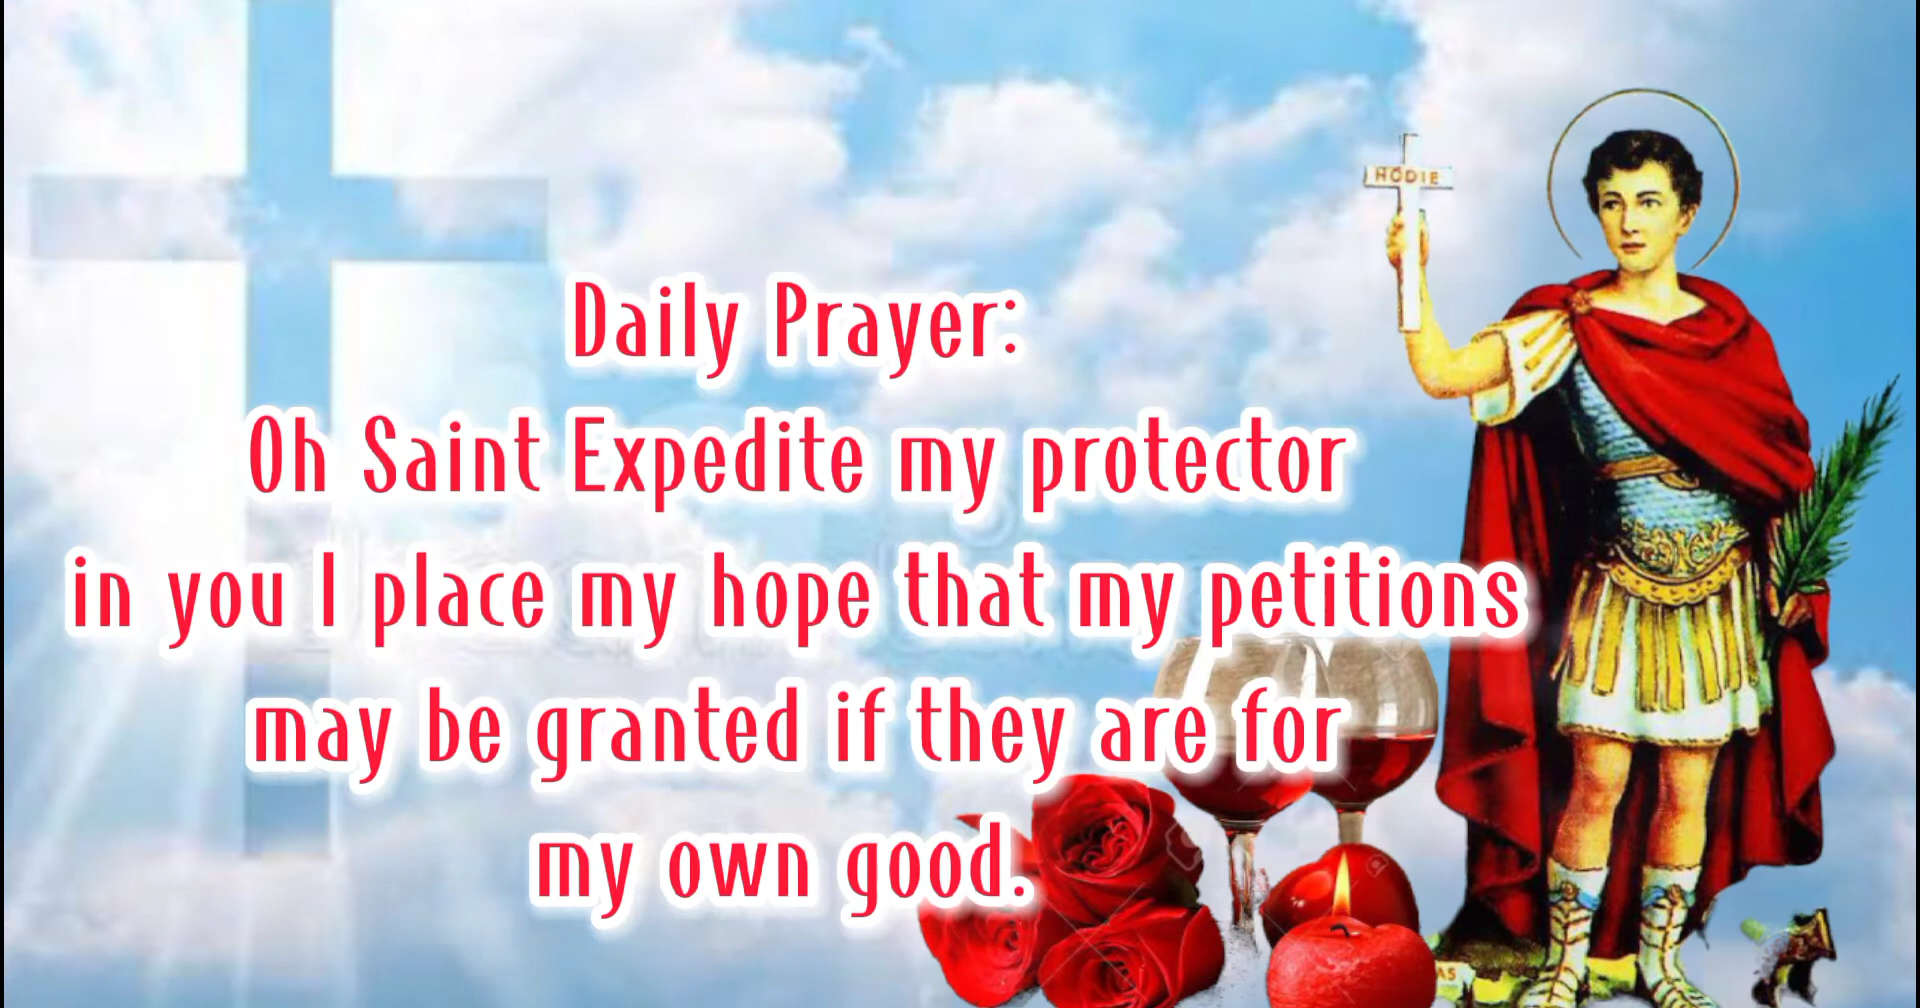 HODIE
Daily Prayer:
Oh Saint Expedite my protector
in you I place my hope that my petitions
may be granted if they are for
my own good.
AS